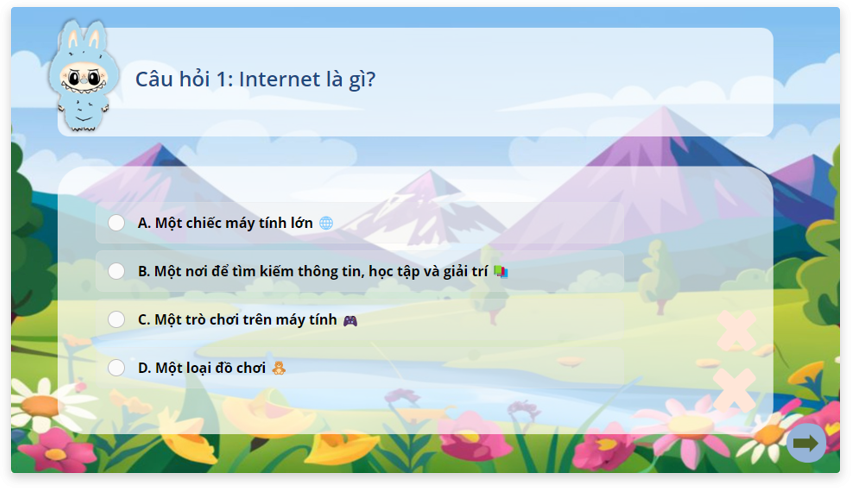 Câu hỏi 1: Internet là gì?
A. Một chiếc máy tính lớn 🌐
B. Một nơi để tìm kiếm thông tin, học tập và giải trí 📚
C. Một trò chơi trên máy tính 🎮
D. Một loại đồ chơi 🧸